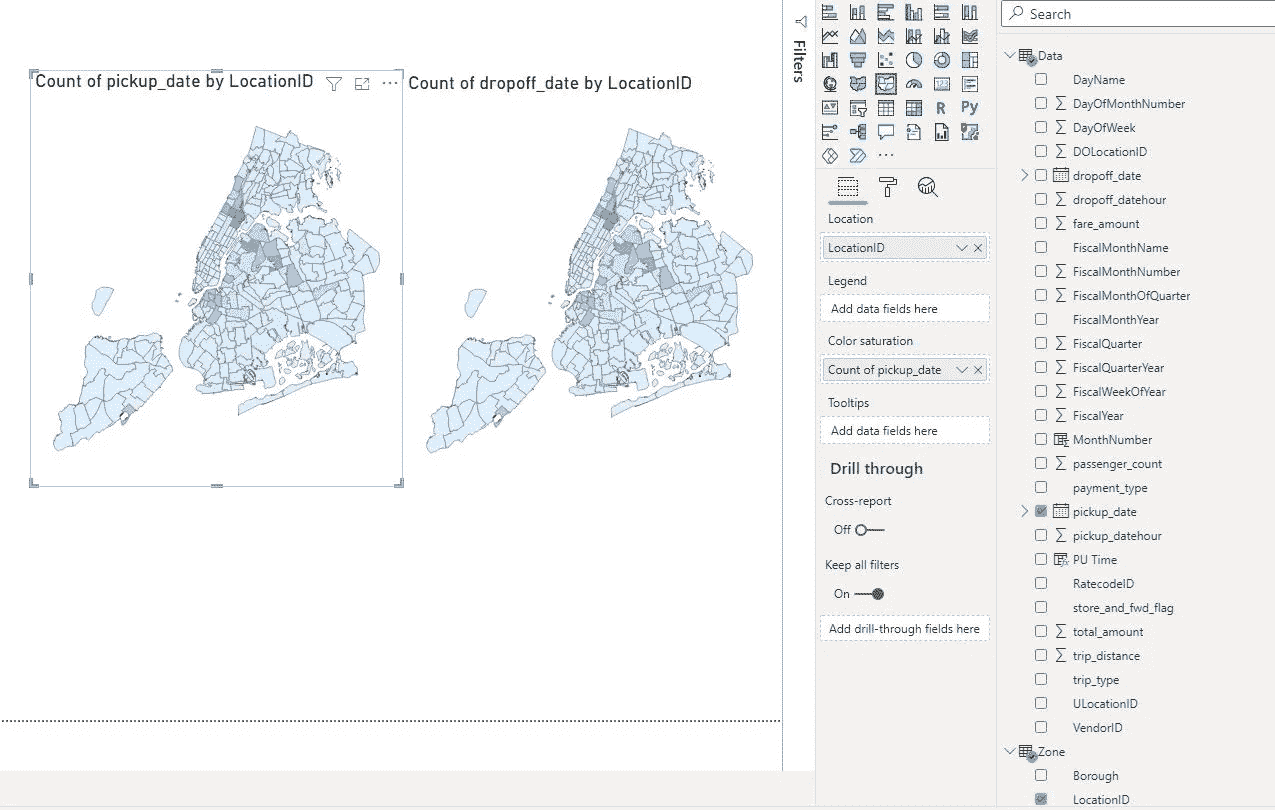 Count of pickup_date by LocationID
Count of dropoff_date by LocationID
Filters
R
Py
Location
LocationID
Legend
Add data fields here
Color saturation
Count of pickup_date
Tooltips
Add data fields here
Drill through
Cross-report
Off
Keep all filters
On
Add drill-through fields here
Search
Data
DayName
DayOfMonthNumber
DayOfWeek
DOLocationID
dropoff_date
dropoff_datehour
fare_amount
FiscalMonthName
FiscalMonthNumber
FiscalMonthOfQuarter
FiscalMonthYear
FiscalQuarter
FiscalQuarterYear
FiscalWeekOfYear
FiscalYear
MonthNumber
passenger_count
payment_type
pickup_date
pickup_datehour
PU Time
RatecodeID
store_and_fwd_flag
total_amount
trip_distance
trip_type
ULocationID
VendorID
Zone
Borough
LocationID